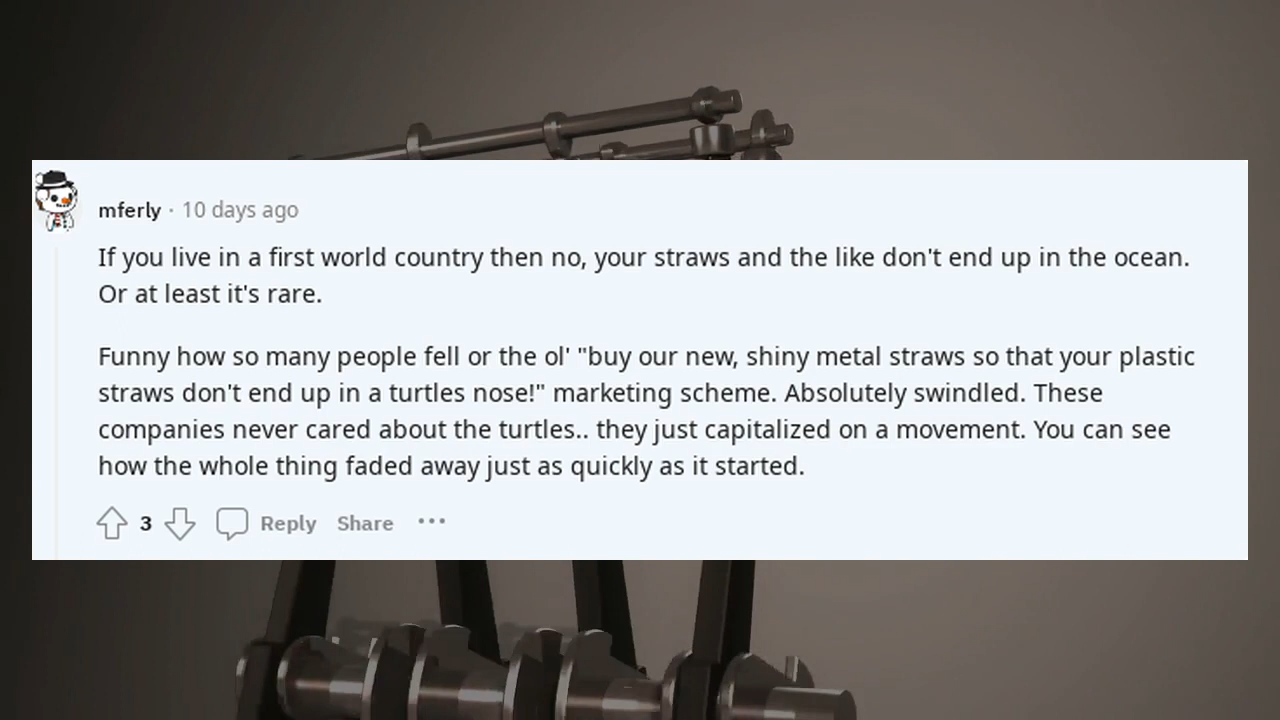 mferly · 10 days ago
If you live in a first world country then no, your straws and the like don't end up in the ocean.
Or at least it's rare.
Funny how so many people fell or the ol' "buy our new, shiny metal straws so that your plastic
straws don't end up in a turtles nose!" marketing scheme. Absolutely swindled. These
companies never cared about the turtles.. they just capitalized on a movement. You can see
how the whole thing faded away just as quickly as it started.
3 Reply Share ···